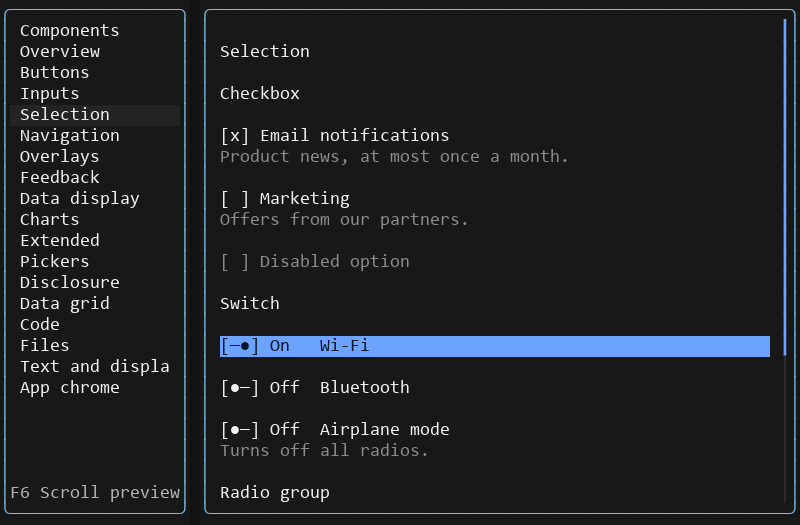 Components
Overview
Buttons
Inputs
Selection
Navigation
Overlays
Feedback
Data display
Charts
Extended
Pickers
Disclosure
Data grid
Code
Files
Text and displa
App chrome
F6 Scroll preview
Selection
Checkbox
[x] Email notifications
Product news, at most once a month.
[ ] Marketing
Offers from our partners.
[ ] Disabled option
Switch
[─●] On   Wi-Fi
[●─] Off  Bluetooth
[●─] Off  Airplane mode
Turns off all radios.
Radio group